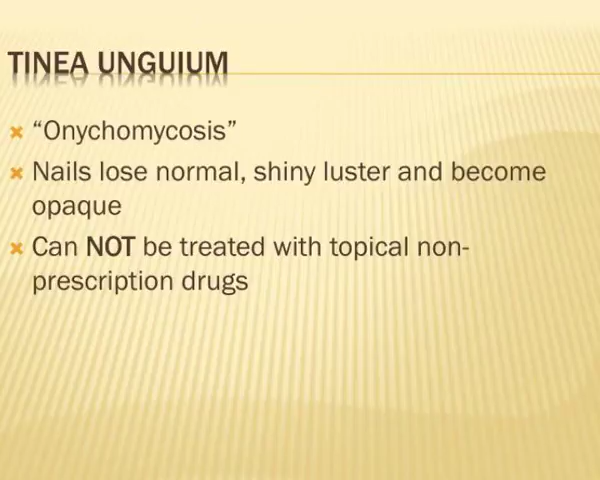 TINEA UNGUIUM
“Onychomycosis”
Nails lose normal, shiny luster and become
opaque
Can NOT be treated with topical non-
prescription drugs